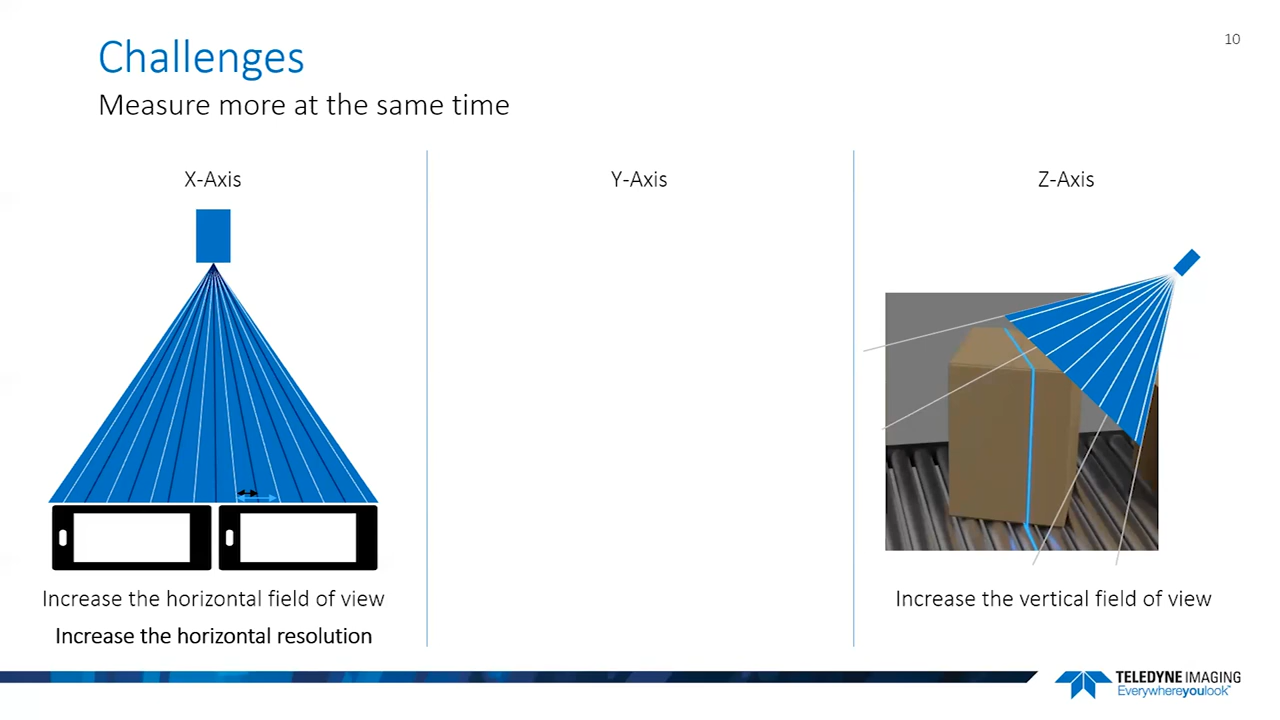 10
Challenges
Measure more at the same time
X-Axis
Y-Axis
Z-Axis
Increase the horizontal field of view
Increase the horizontal resolution
Increase the vertical field of view
TELEDYNE IMAGING
Everywhereyoulook™